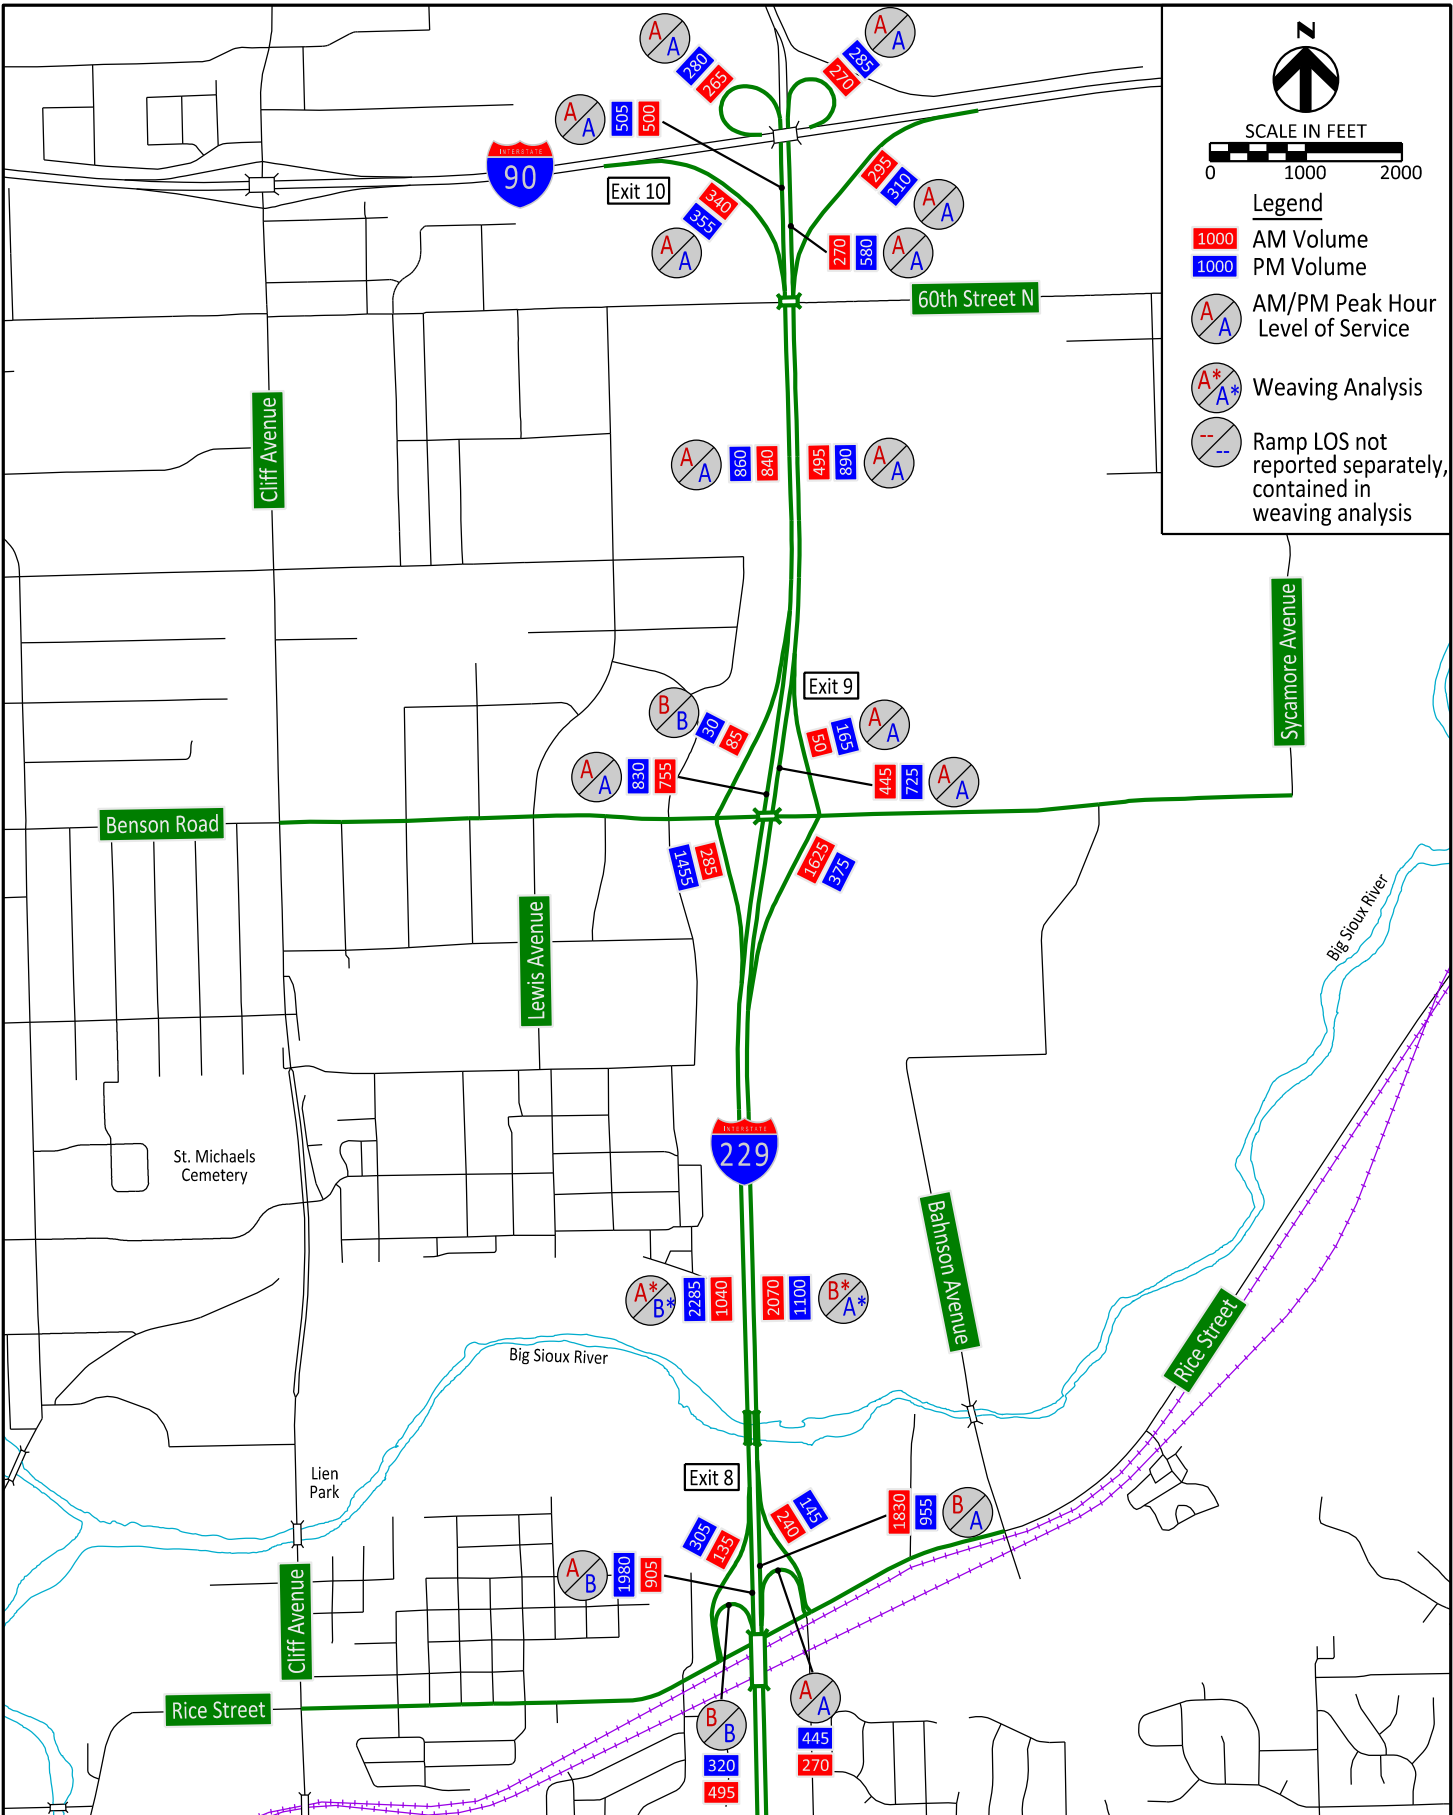 A
A
280
265
A
A
285
270
A
A
505
500
INTERSTATE
90
Exit 10
340
355
A
A
295
310
A
A
270
580
A
A
60th Street N
N
SCALE IN FEET
0 1000 2000
Legend
1000 AM Volume
1000 PM Volume
A
A
AM/PM Peak Hour
Level of Service
A*
A*
Weaving Analysis
--
--
Ramp LOS not
reported separately,
contained in
weaving analysis
Cliff Avenue
A
A
860
840
495
890
A
A
Sycamore Avenue
Exit 9
B
B
30
85
50
165
A
A
A
A
830
755
445
725
A
A
Benson Road
1455
285
1625
375
Lewis Avenue
Big Sioux River
INTERSTATE
229
St. Michaels
Cemetery
Bahnson Avenue
A*
B*
2285
1040
2070
1100
B*
A*
Rice Street
Big Sioux River
Exit 8
Lien
Park
305
135
240
145
1830
955
B
A
A
B
1980
905
Cliff Avenue
Rice Street
B
B
320
495
A
A
445
270